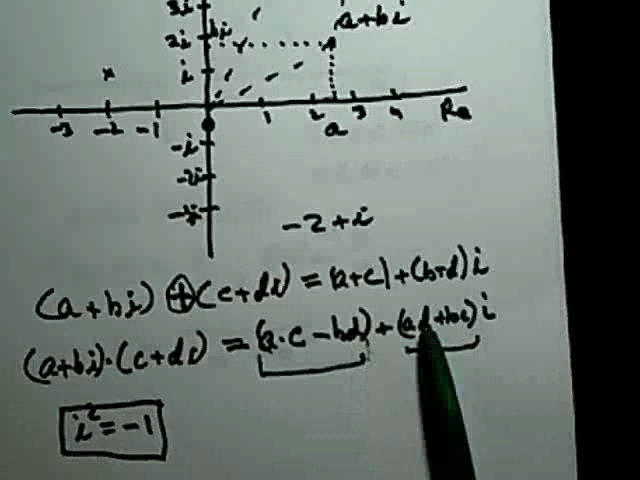 3i
2i
bi
a+bi
i
-3 -2 -1 1 2 a 3 4 Re
-i
-2i
-2+i
(a+bi) ⊕ (c+di) = (a+c) + (b+d)i
(a+bi)·(c+di) = (a·c - bd) + (ad+bc)i
i² = -1